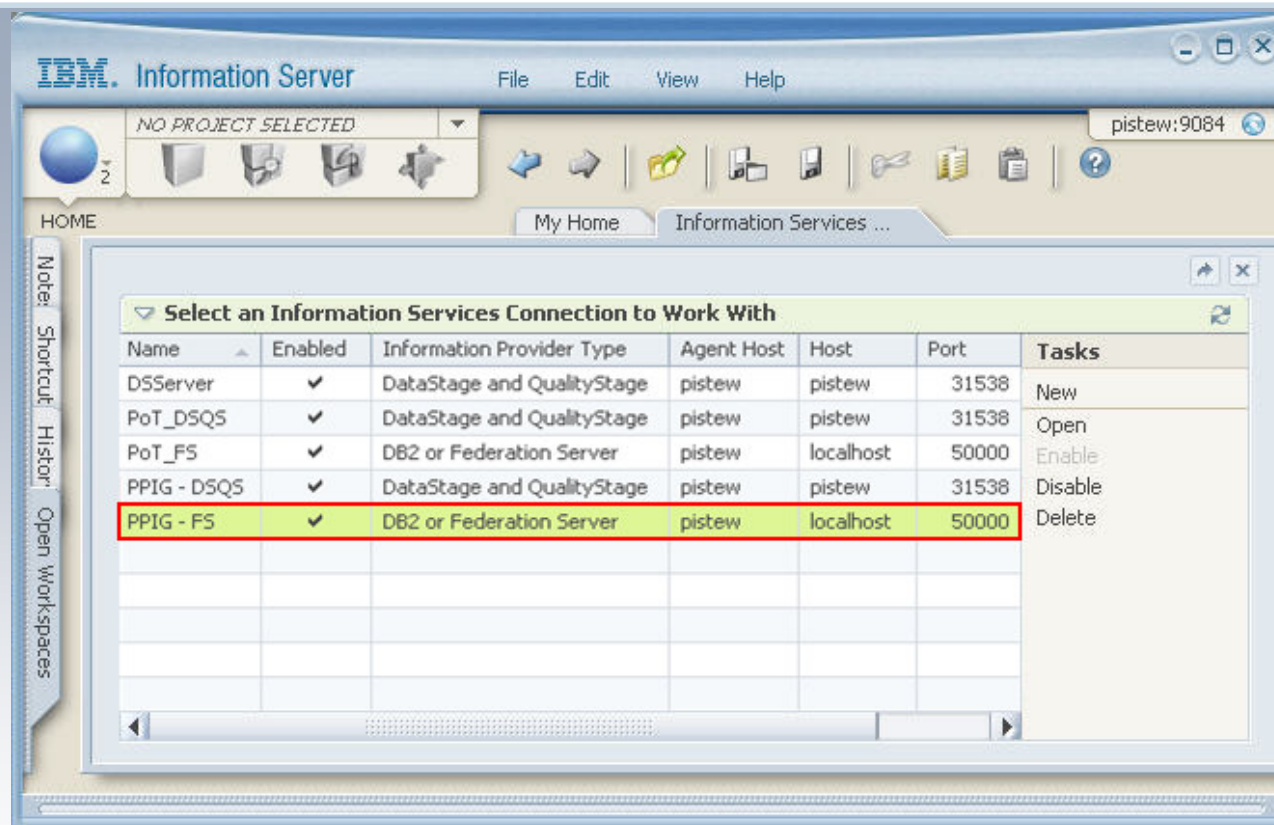 IBM. Information Server File Edit View Help
NO PROJECT SELECTED
pistew:9084
2
HOME
My Home Information Services ...
Note:
Shortcut
Histor
Open Workspaces
Select an Information Services Connection to Work With
Name Enabled Information Provider Type Agent Host Host Port Tasks
DSServer ✔ DataStage and QualityStage pistew pistew 31538
PoT_DSQS ✔ DataStage and QualityStage pistew pistew 31538
PoT_FS ✔ DB2 or Federation Server pistew localhost 50000
PPIG - DSQS ✔ DataStage and QualityStage pistew pistew 31538
PPIG - FS ✔ DB2 or Federation Server pistew localhost 50000
New
Open
Enable
Disable
Delete